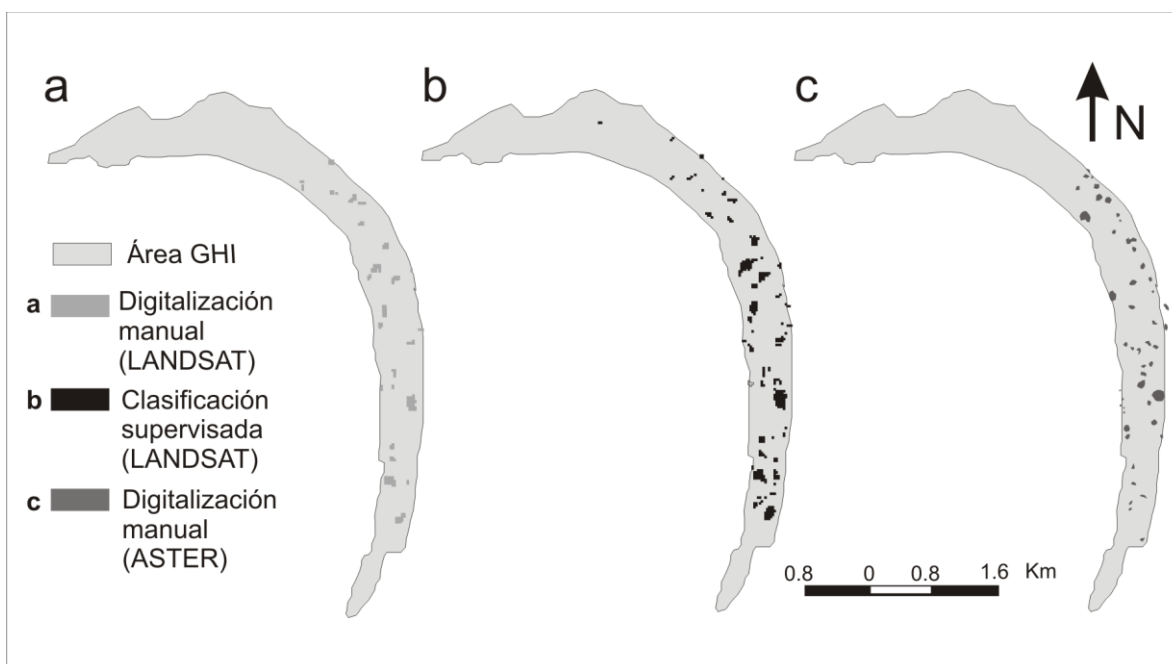 a
b
c
N
Área GHI
a Digitalización
manual
(LANDSAT)
b Clasificación
supervisada
(LANDSAT)
c Digitalización
manual
(ASTER)
0.8 0 0.8 1.6 Km